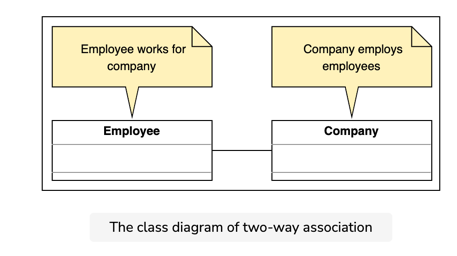 Employee works for
company
Company employs
employees
Employee
Company
The class diagram of two-way association